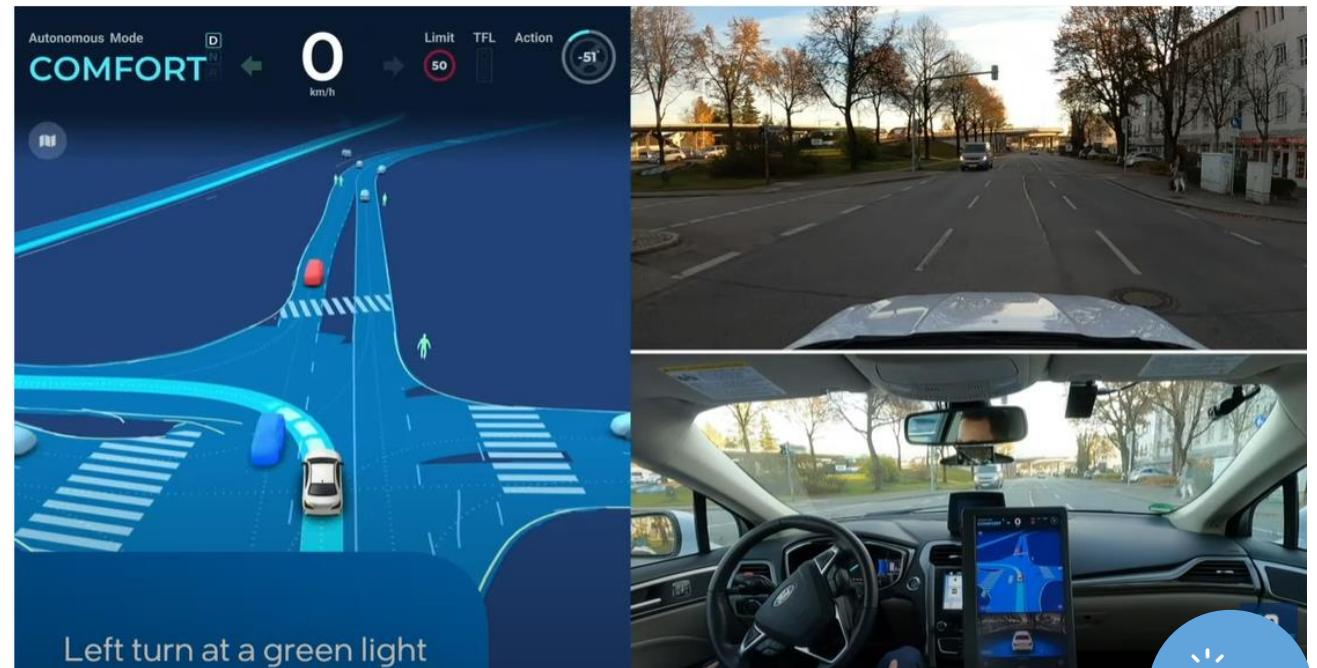 Autonomous Mode
COMFORT
D
N
R
0
km/h
Limit
50
TFL
Action
-51°
Left turn at a green light